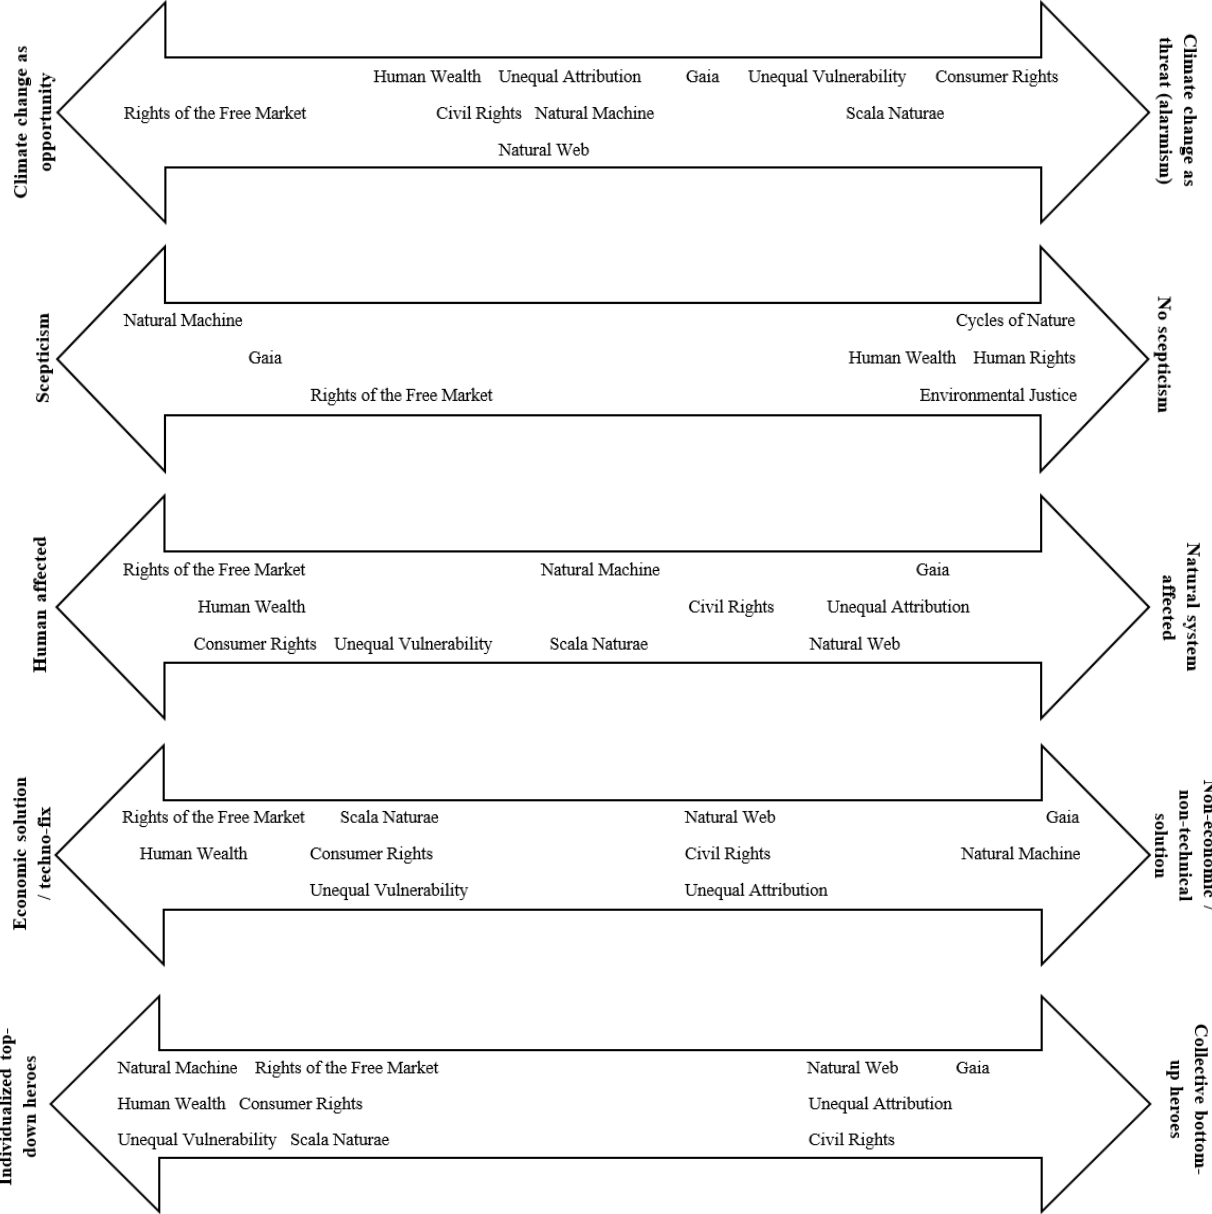 Climate change as
opportunity
Human Wealth Unequal Attribution Gaia Unequal Vulnerability Consumer Rights
Rights of the Free Market Civil Rights Natural Machine Scala Naturae
Natural Web
Climate change as
threat (alarmism)
Scepticism
Natural Machine Cycles of Nature
Gaia Human Wealth Human Rights
Rights of the Free Market Environmental Justice
No scepticism
Human affected
Rights of the Free Market Natural Machine Gaia
Human Wealth Civil Rights Unequal Attribution
Consumer Rights Unequal Vulnerability Scala Naturae Natural Web
Natural system
affected
Economic solution
/ techno-fix
Rights of the Free Market Scala Naturae Natural Web Gaia
Human Wealth Consumer Rights Civil Rights Natural Machine
Unequal Vulnerability Unequal Attribution
Non-economic /
non-technical
solution
Individualized top-
down heroes
Natural Machine Rights of the Free Market Natural Web Gaia
Human Wealth Consumer Rights Unequal Attribution
Unequal Vulnerability Scala Naturae Civil Rights
Collective bottom-
up heroes